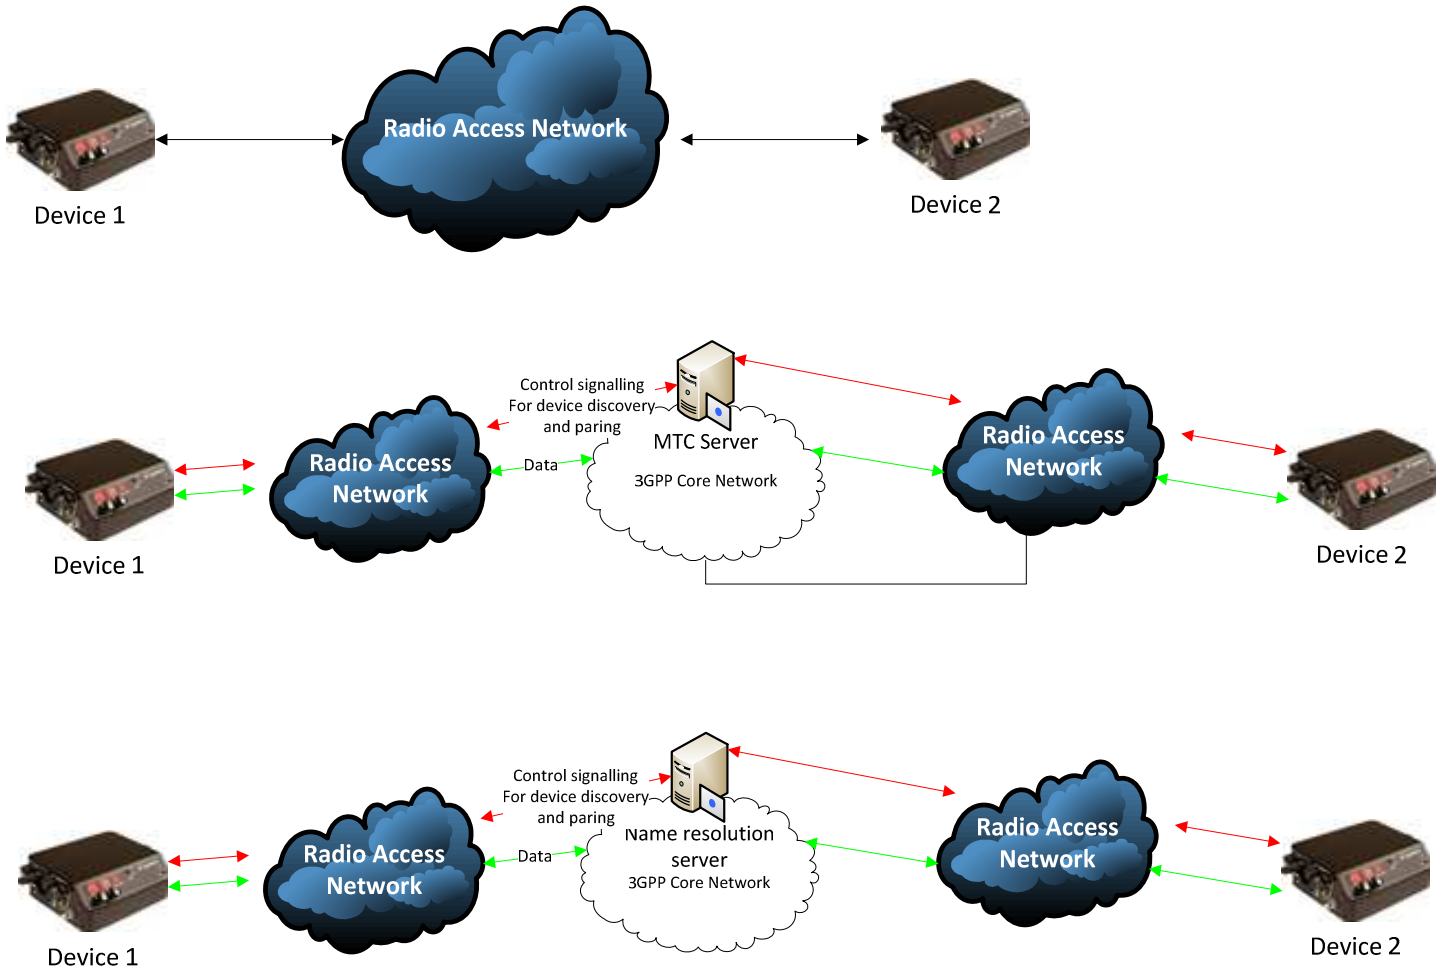 Radio Access Network
Device 1
Device 2
Control signalling
For device discovery
and paring
MTC Server
3GPP Core Network
Data
Radio Access
Network
Radio Access
Network
Device 1
Device 2
Control signalling
For device discovery
and paring
Name resolution
server
3GPP Core Network
Data
Radio Access
Network
Radio Access
Network
Device 1
Device 2